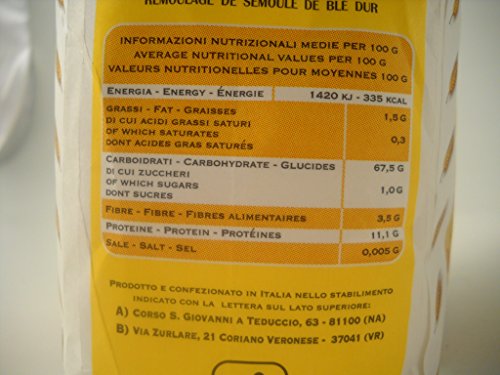 REMOULAGE DE SEMOULE DE BLE DUR
INFORMAZIONI NUTRIZIONALI MEDIE PER 100 G
AVERAGE NUTRITIONAL VALUES PER 100 G
VALEURS NUTRITIONELLES POUR MOYENNES 100 G
ENERGIA - ENERGY - ÉNERGIE 1420 KJ - 335 KCAL
GRASSI - FAT - GRAISSES 1,5 G
DI CUI ACIDI GRASSI SATURI
OF WHICH SATURATES 0,3
DONT ACIDES GRAS SATURÉS
CARBOIDRATI - CARBOHYDRATE - GLUCIDES 67,5 G
DI CUI ZUCCHERI
OF WHICH SUGARS 1,0 G
DONT SUCRES
FIBRE - FIBRE - FIBRES ALIMENTAIRES 3,5 G
PROTEINE - PROTEIN - PROTÉINES 11,1 G
SALE - SALT - SEL 0,005 G
PRODOTTO E CONFEZIONATO IN ITALIA NELLO STABILIMENTO
INDICATO CON LA LETTERA SUL LATO SUPERIORE:
A) CORSO S. GIOVANNI A TEDUCCIO, 63 - 81100 (NA)
B) VIA ZURLARE, 21 CORIANO VERONESE - 37041 (VR)